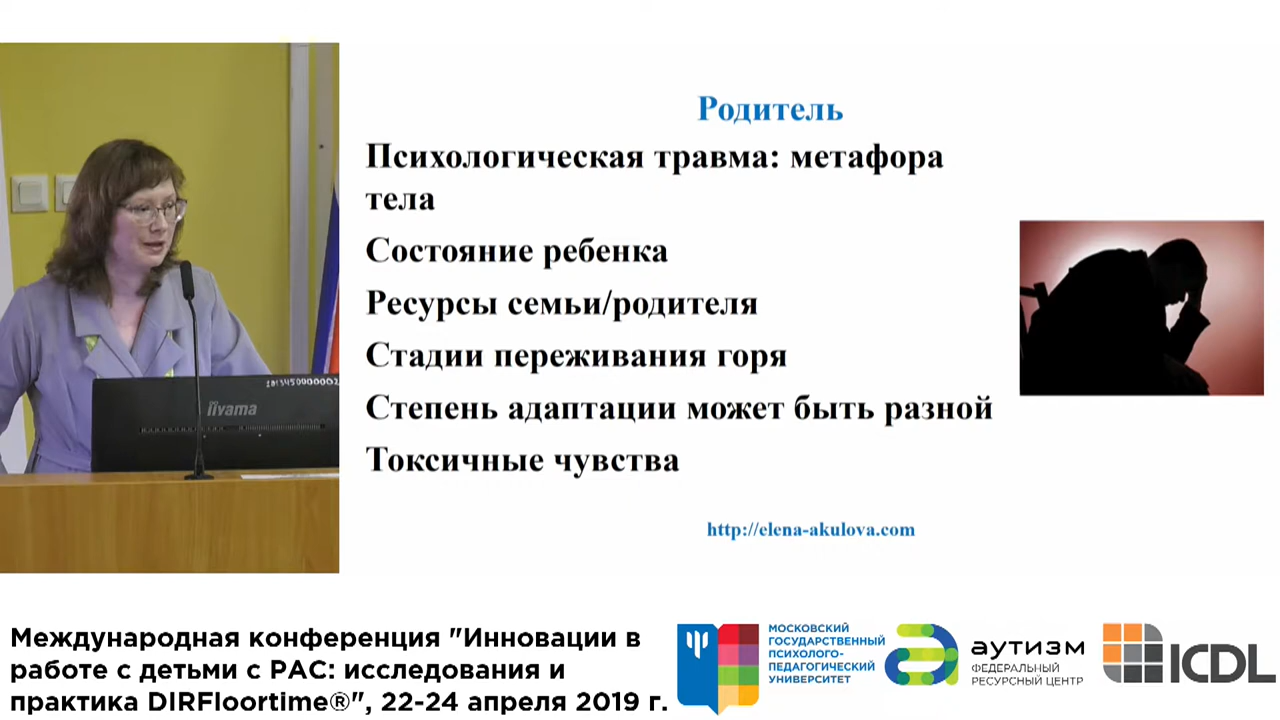 Родитель
Психологическая травма: метафора
тела
Состояние ребенка
Ресурсы семьи/родителя
Стадии переживания горя
Степень адаптации может быть разной
Токсичные чувства
http://elena-akulova.com
1013450000002
iiyama
Международная конференция "Инновации в
работе с детьми с РАС: исследования и
практика DIRFloortime®", 22-24 апреля 2019 г.
МОСКОВСКИЙ
ГОСУДАРСТВЕННЫЙ
ПСИХОЛОГО-
ПЕДАГОГИЧЕСКИЙ
УНИВЕРСИТЕТ
аутизм
ФЕДЕРАЛЬНЫЙ
РЕСУРСНЫЙ ЦЕНТР
ICDL